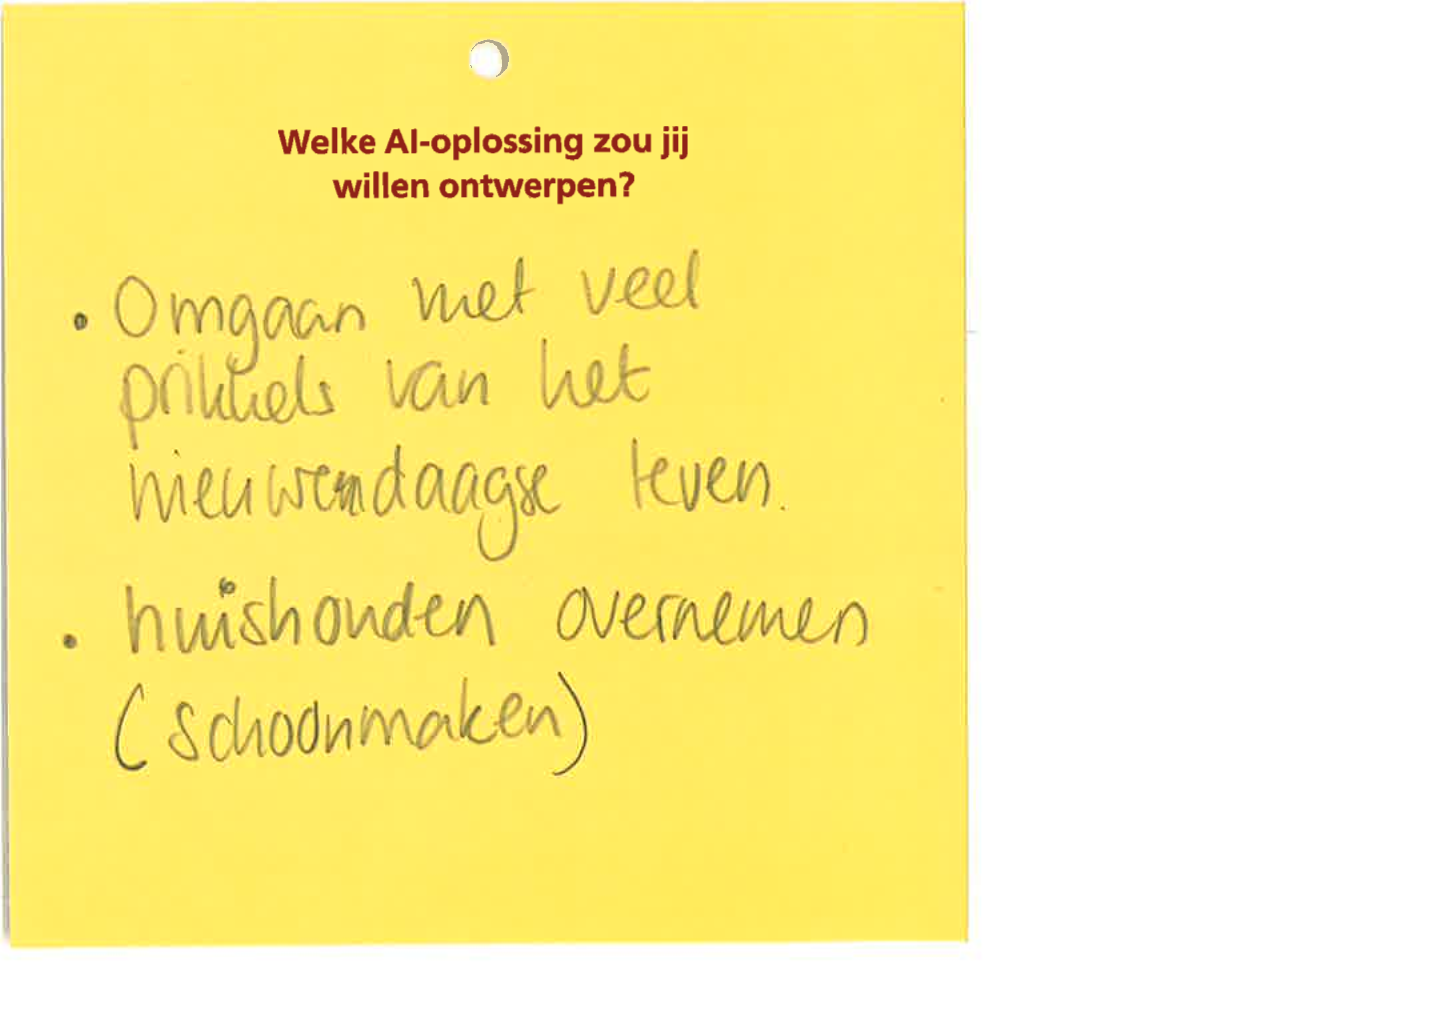 Welke AI-oplossing zou jij
willen ontwerpen?
• Omgaan met veel
prikkels van het
nieuwendaagse leven.
• huishouden overnemen
(schoonmaken)